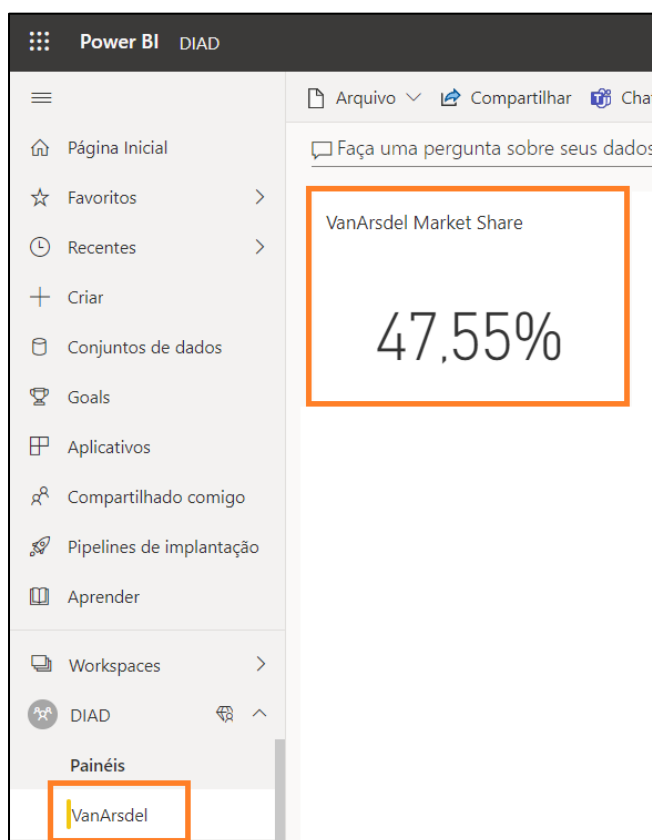 Power BI DIAD
Arquivo Compartilhar
Faça uma pergunta sobre seus dados
Página Inicial
Favoritos
Recentes
Criar
Conjuntos de dados
Goals
Aplicativos
Compartilhado comigo
Pipelines de implantação
Aprender
Workspaces
DIAD
Painéis
VanArsdel
VanArsdel Market Share
47,55%